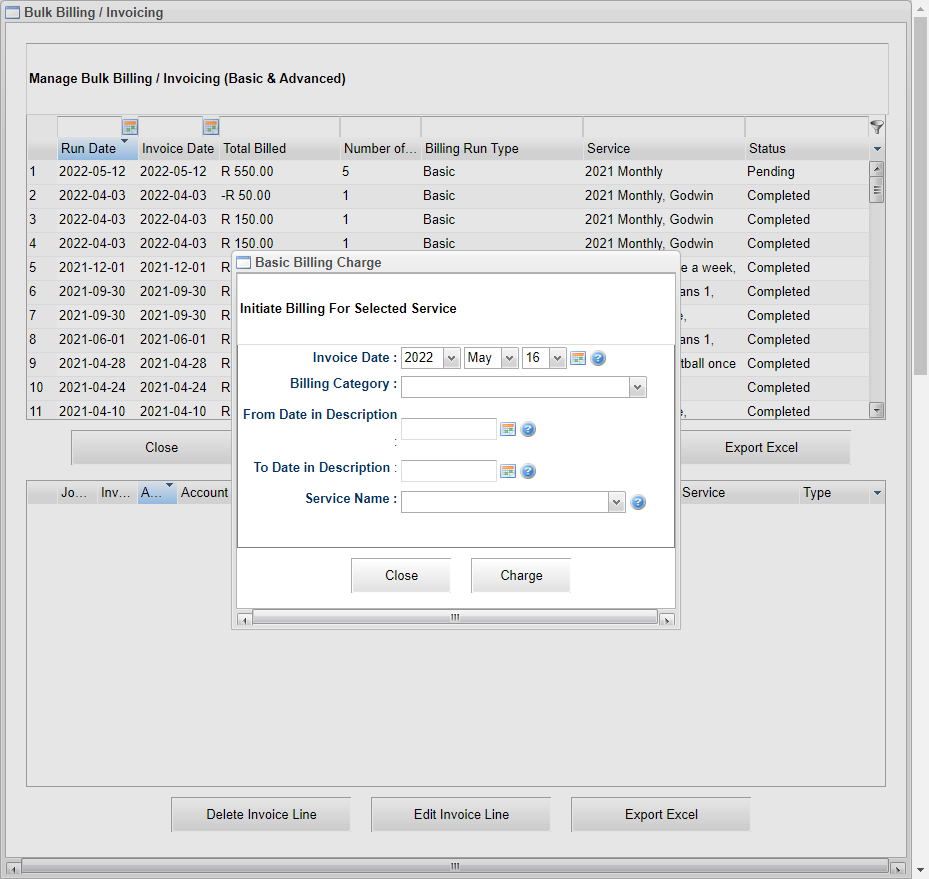 Bulk Billing / Invoicing
Manage Bulk Billing / Invoicing (Basic & Advanced)
Run Date Invoice Date Total Billed Number of... Billing Run Type Service Status
1 2022-05-12 2022-05-12 R 550.00 5 Basic 2021 Monthly Pending
2 2022-04-03 2022-04-03 -R 50.00 1 Basic 2021 Monthly, Godwin Completed
3 2022-04-03 2022-04-03 R 150.00 1 Basic 2021 Monthly, Godwin Completed
4 2022-04-03 2022-04-03 R 150.00 1 Basic 2021 Monthly, Godwin Completed
5 2021-12-01 2021-12-01 R e a week, Completed
6 2021-09-30 2021-09-30 R ans 1, Completed
7 2021-09-30 2021-09-30 R e, Completed
8 2021-06-01 2021-06-01 R ans 1, Completed
9 2021-04-28 2021-04-28 R tball once Completed
10 2021-04-24 2021-04-24 R Completed
11 2021-04-10 2021-04-10 R e, Completed
Close Export Excel
Jo... Inv... A... Account Service Type
Basic Billing Charge
Initiate Billing For Selected Service
Invoice Date : 2022 May 16
Billing Category :
From Date in Description
:
To Date in Description :
Service Name :
Close Charge
Delete Invoice Line Edit Invoice Line Export Excel